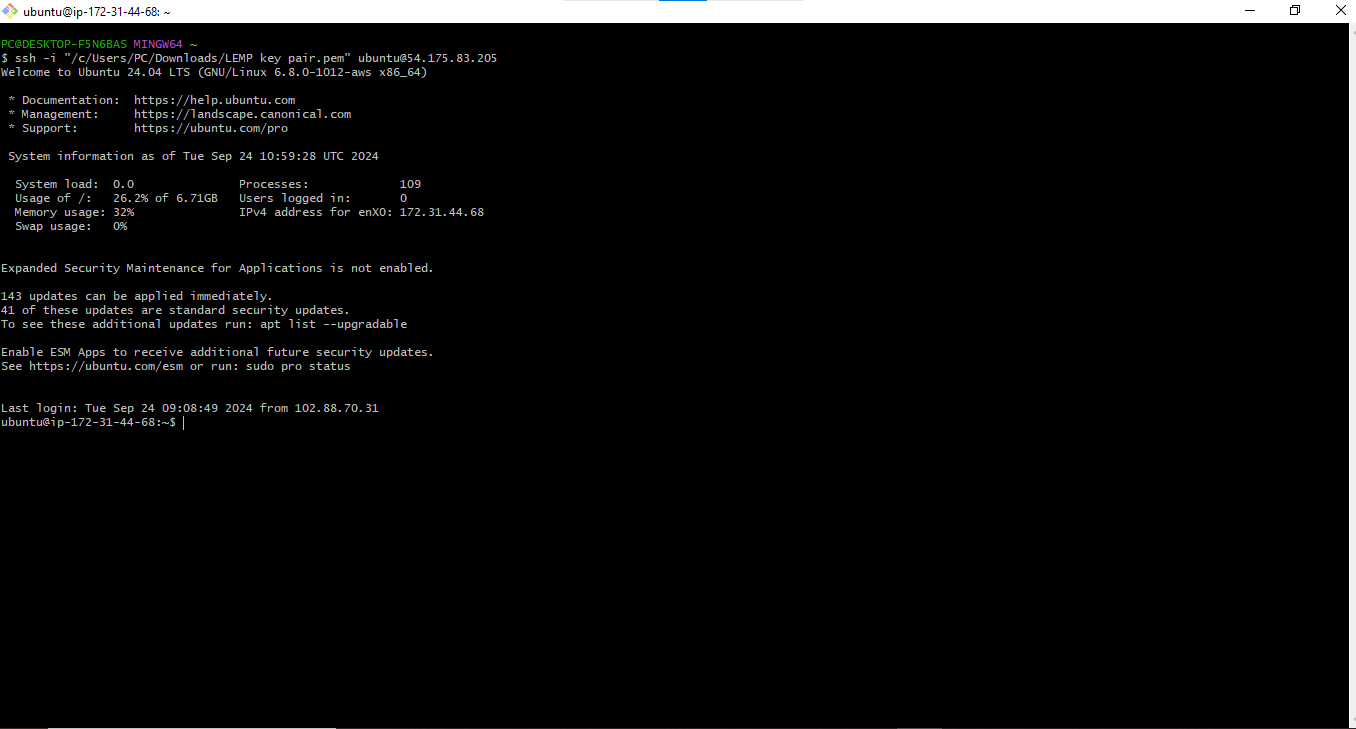 ubuntu@ip-172-31-44-68: ~
PC@DESKTOP-F5N6BAS MINGW64 ~
$ ssh -i "/c/Users/PC/Downloads/LEMP key pair.pem" ubuntu@54.175.83.205
Welcome to Ubuntu 24.04 LTS (GNU/Linux 6.8.0-1012-aws x86_64)
* Documentation:  https://help.ubuntu.com
* Management:     https://landscape.canonical.com
* Support:        https://ubuntu.com/pro
System information as of Tue Sep 24 10:59:28 UTC 2024
System load:  0.0               Processes:             109
Usage of /:   26.2% of 6.71GB   Users logged in:       0
Memory usage: 32%               IPv4 address for enX0: 172.31.44.68
Swap usage:   0%
Expanded Security Maintenance for Applications is not enabled.
143 updates can be applied immediately.
41 of these updates are standard security updates.
To see these additional updates run: apt list --upgradable
Enable ESM Apps to receive additional future security updates.
See https://ubuntu.com/esm or run: sudo pro status
Last login: Tue Sep 24 09:08:49 2024 from 102.88.70.31
ubuntu@ip-172-31-44-68:~$